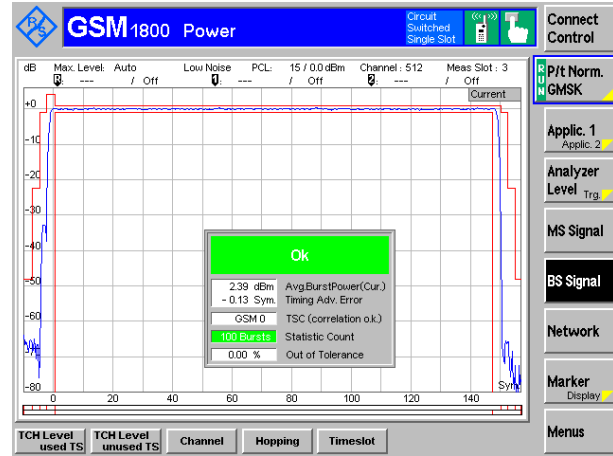 GSM 1800 Power
Circuit
Switched
Single Slot
Connect
Control
dB Max. Level: Auto Low Noise PCL: 15 / 0.0 dBm Channel : 512 Meas Slot : 3
--- / Off --- / Off --- / Off
Current
RUN
P/t Norm.
GMSK
+0
-10
-20
-30
-40
-50
-60
-70
-80
0 20 40 60 80 100 120 140
Sym
Ok
2.39 dBm Avg.BurstPower(Cur.)
- 0.13 Sym. Timing Adv. Error
GSM 0 TSC (correlation o.k.)
100 Bursts Statistic Count
0.00 % Out of Tolerance
Applic. 1
Applic. 2
Analyzer
Level Trg.
MS Signal
BS Signal
Network
Marker
Display
Menus
TCH Level
used TS
TCH Level
unused TS
Channel
Hopping
Timeslot